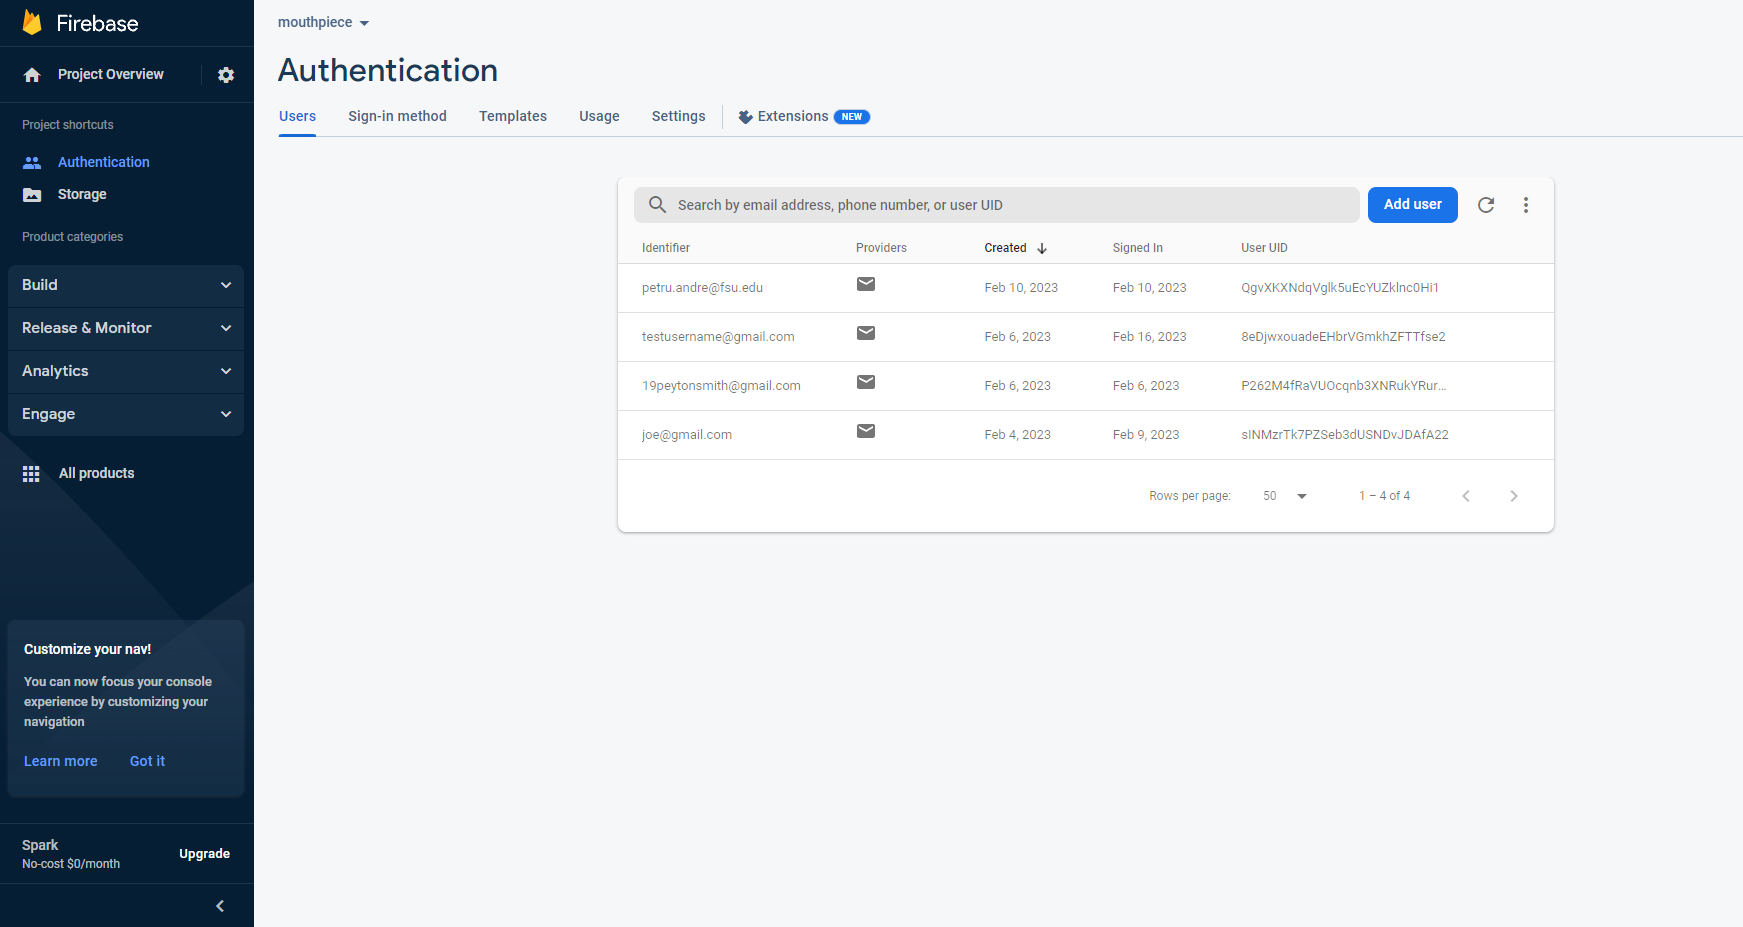 Firebase
Project Overview
Project shortcuts
Authentication
Storage
Product categories
Build
Release & Monitor
Analytics
Engage
All products
Customize your nav!
You can now focus your console
experience by customizing your
navigation
Learn more Got it
Spark
No-cost $0/month
Upgrade
mouthpiece
Authentication
Users Sign-in method Templates Usage Settings Extensions NEW
Search by email address, phone number, or user UID Add user
Identifier Providers Created Signed In User UID
petru.andre@fsu.edu Feb 10, 2023 Feb 10, 2023 QgvXKXNdqVglk5uEcYUZklnc0Hi1
testusername@gmail.com Feb 6, 2023 Feb 16, 2023 8eDjwxouadeEHbrVGmkhZFTTfse2
19peytonsmith@gmail.com Feb 6, 2023 Feb 6, 2023 P262M4fRaVUOcqnb3XNRukYRur...
joe@gmail.com Feb 4, 2023 Feb 9, 2023 sINMzrTk7PZSeb3dUSNDvJDAfA22
Rows per page: 50 1 – 4 of 4